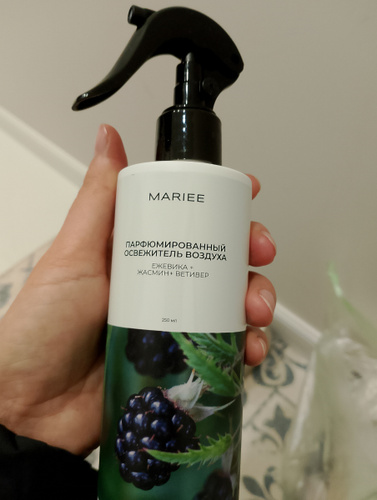 MARIEE
ПАРФЮМИРОВАННЫЙ
ОСВЕЖИТЕЛЬ ВОЗДУХА
ЕЖЕВИКА +
ЖАСМИН+ ВЕТИВЕР
250 мл